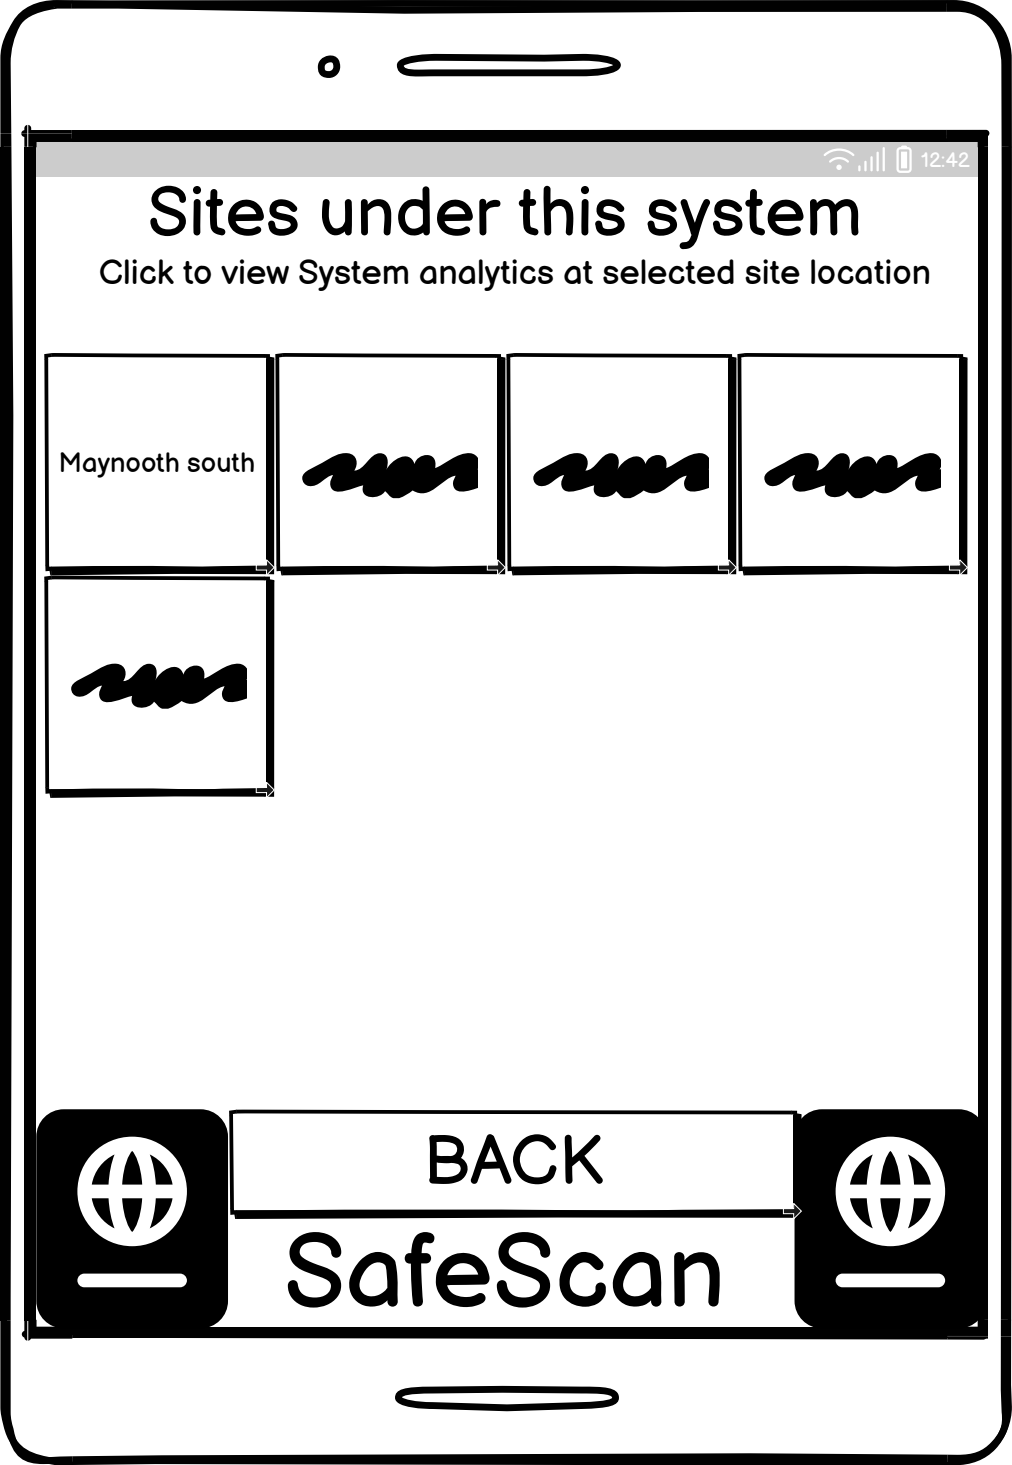 12:42
Sites under this system
Click to view System analytics at selected site location
Maynooth south
BACK
SafeScan